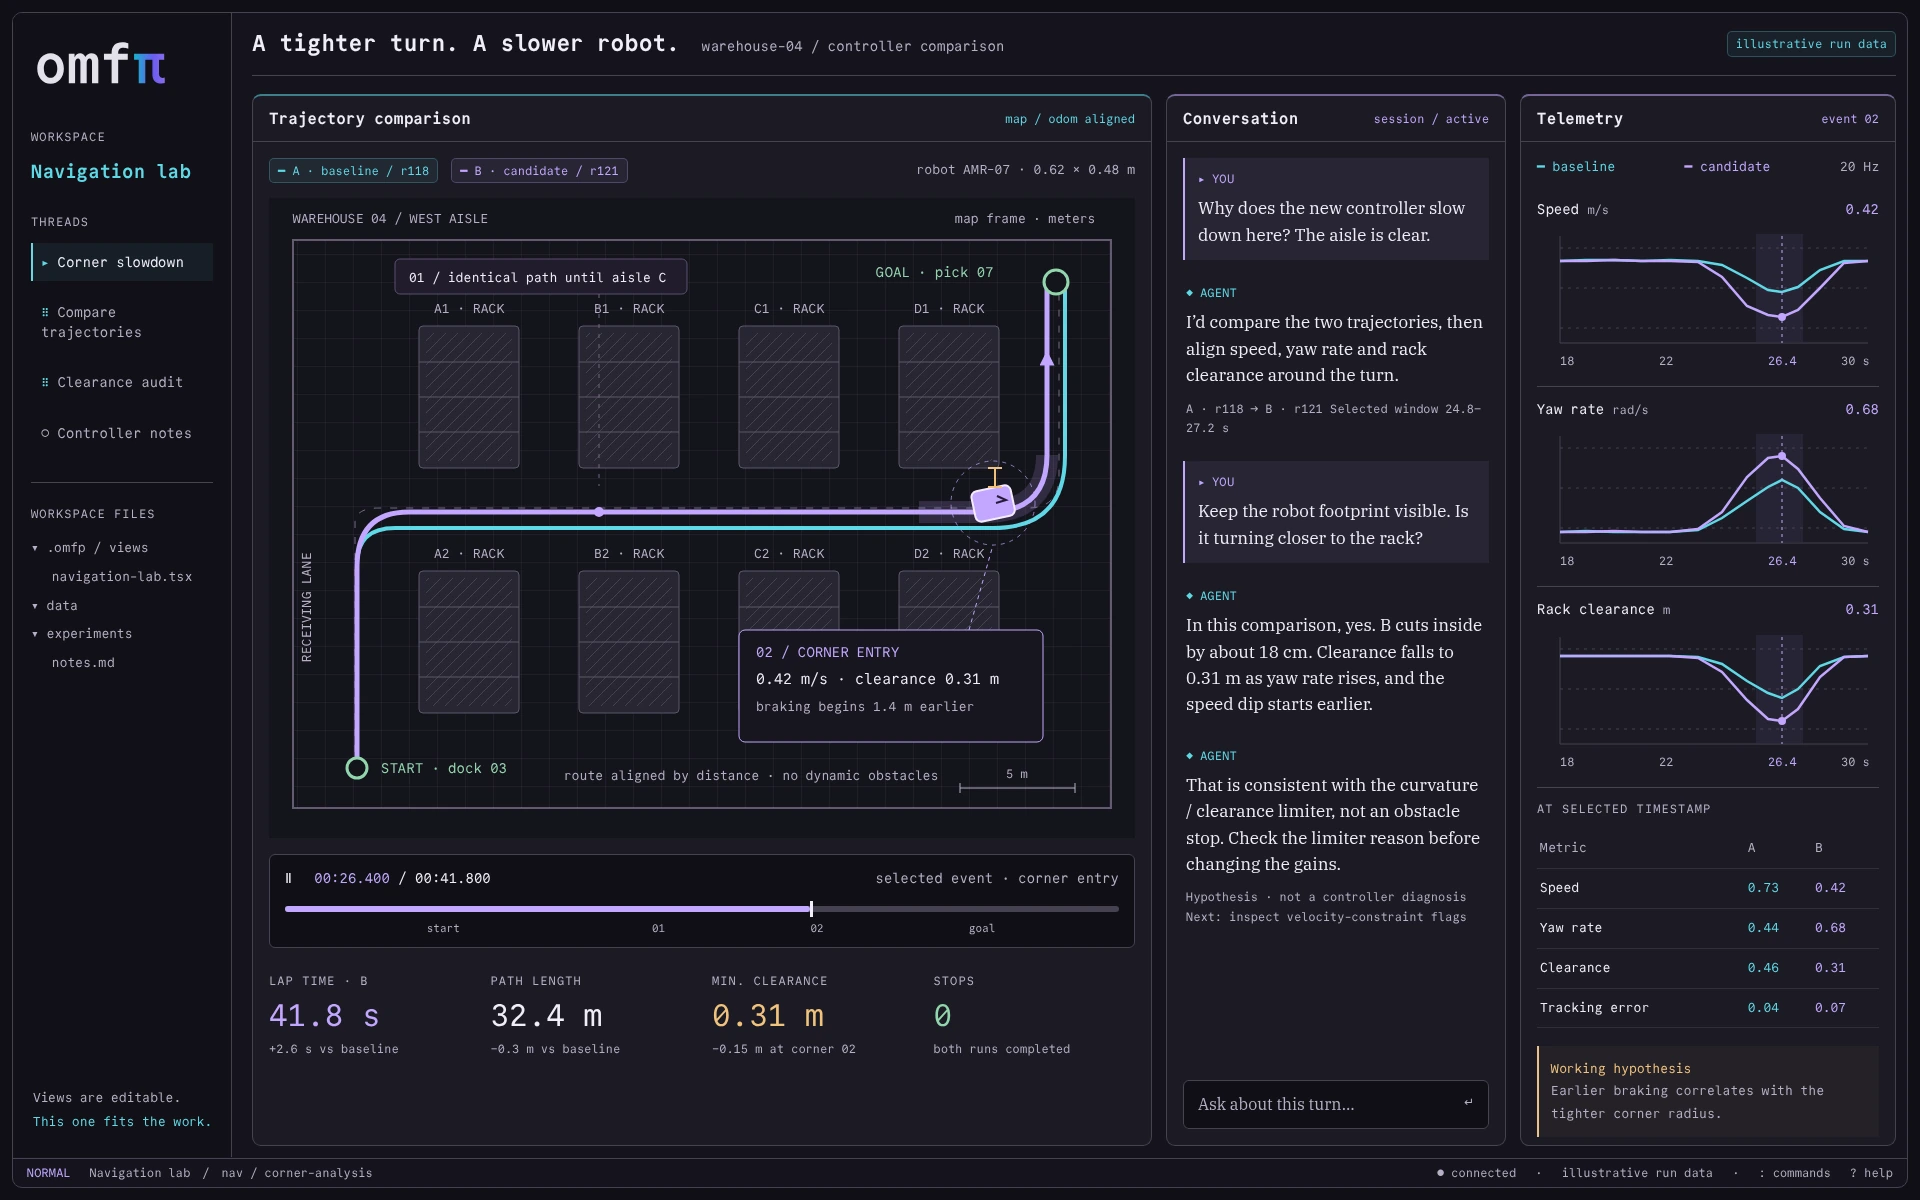 omfπ
WORKSPACE
Navigation lab
THREADS
▸ Corner slowdown
⠿ Compare
trajectories
⠿ Clearance audit
○ Controller notes
WORKSPACE FILES
▾ .omfp / views
navigation-lab.tsx
▾ data
▾ experiments
notes.md
Views are editable.
This one fits the work.
A tighter turn. A slower robot.
warehouse-04 / controller comparison
illustrative run data
Trajectory comparison
map / odom aligned
━ A · baseline / r118
━ B · candidate / r121
robot AMR-07 · 0.62 × 0.48 m
WAREHOUSE 04 / WEST AISLE
map frame · meters
01 / identical path until aisle C
GOAL · pick 07
A1 · RACK
B1 · RACK
C1 · RACK
D1 · RACK
A2 · RACK
B2 · RACK
C2 · RACK
D2 · RACK
RECEIVING LANE
02 / CORNER ENTRY
0.42 m/s · clearance 0.31 m
braking begins 1.4 m earlier
START · dock 03
route aligned by distance · no dynamic obstacles
5 m
00:26.400 / 00:41.800
selected event · corner entry
start
01
02
goal
LAP TIME · B
41.8 s
+2.6 s vs baseline
PATH LENGTH
32.4 m
−0.3 m vs baseline
MIN. CLEARANCE
0.31 m
−0.15 m at corner 02
STOPS
0
both runs completed
Conversation
session / active
▸ YOU
Why does the new controller slow
down here? The aisle is clear.
◆ AGENT
I’d compare the two trajectories, then
align speed, yaw rate and rack
clearance around the turn.
A · r118 → B · r121 Selected window 24.8–
27.2 s
▸ YOU
Keep the robot footprint visible. Is
it turning closer to the rack?
◆ AGENT
In this comparison, yes. B cuts inside
by about 18 cm. Clearance falls to
0.31 m as yaw rate rises, and the
speed dip starts earlier.
◆ AGENT
That is consistent with the curvature
/ clearance limiter, not an obstacle
stop. Check the limiter reason before
changing the gains.
Hypothesis · not a controller diagnosis
Next: inspect velocity-constraint flags
Ask about this turn… ↵
Telemetry
event 02
━ baseline
━ candidate
20 Hz
Speed m/s
0.42
18 22 26.4 30 s
Yaw rate rad/s
0.68
18 22 26.4 30 s
Rack clearance m
0.31
18 22 26.4 30 s
AT SELECTED TIMESTAMP
Metric A B
Speed 0.73 0.42
Yaw rate 0.44 0.68
Clearance 0.46 0.31
Tracking error 0.04 0.07
Working hypothesis
Earlier braking correlates with the
tighter corner radius.
NORMAL Navigation lab / nav / corner-analysis
● connected · illustrative run data · : commands ? help